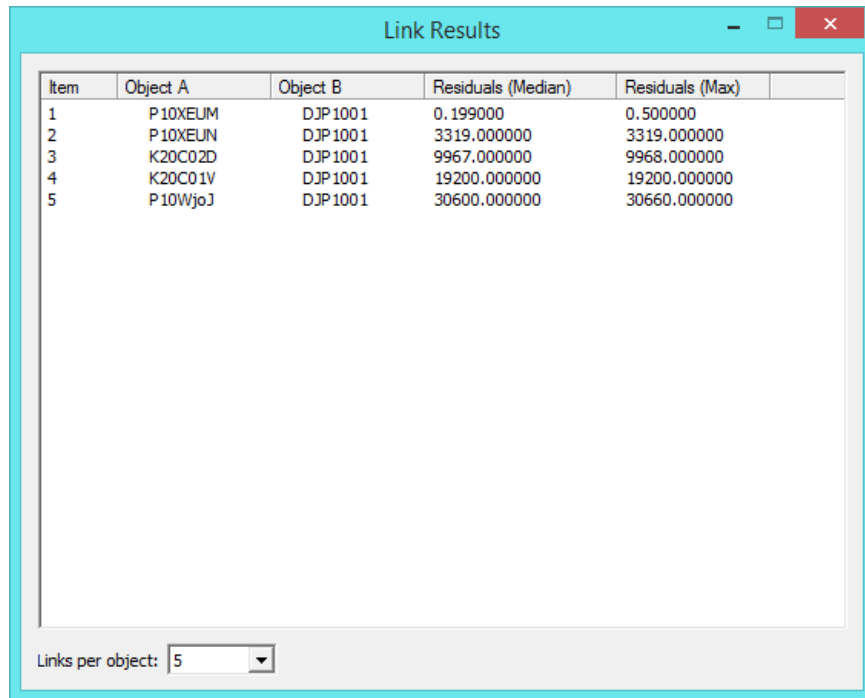 Link Results
Item Object A Object B Residuals (Median) Residuals (Max)
1 P10XEUM DJP1001 0.199000 0.500000
2 P10XEUN DJP1001 3319.000000 3319.000000
3 K20C02D DJP1001 9967.000000 9968.000000
4 K20C01V DJP1001 19200.000000 19200.000000
5 P10WjoJ DJP1001 30600.000000 30660.000000
Links per object: 5